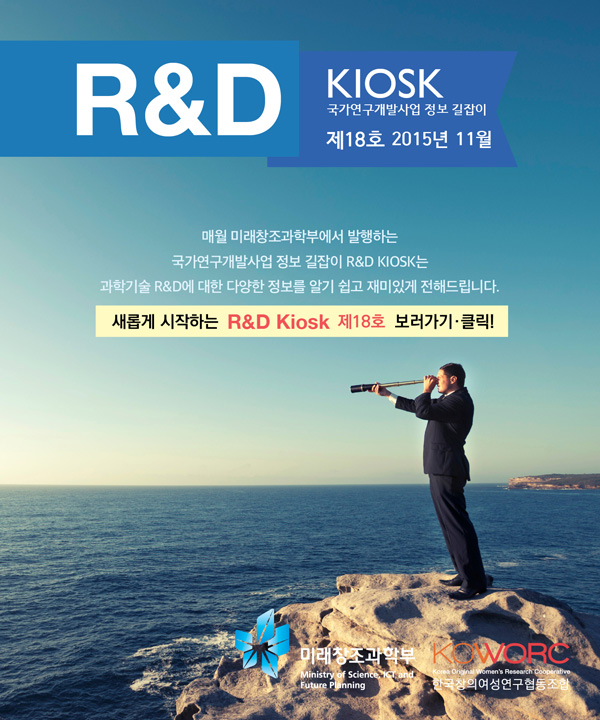 R&D
KIOSK
국가연구개발사업 정보 길잡이
제18호 2015년 11월
매월 미래창조과학부에서 발행하는
국가연구개발사업 정보 길잡이 R&D KIOSK는
과학기술 R&D에 대한 다양한 정보를 알기 쉽고 재미있게 전해드립니다.
새롭게 시작하는 R&D Kiosk 제18호 보러가기·클릭!
미래창조과학부
Ministry of Science, ICT and
Future Planning
KOWORC
Korea Original Women's Research Cooperative
한국창의여성연구협동조합